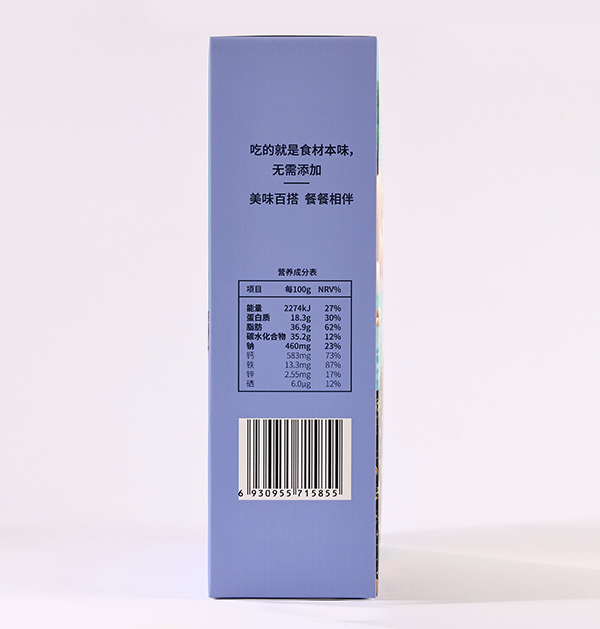 吃的就是食材本味,
无需添加
美味百搭 餐餐相伴
营养成分表
项目 每100g NRV%
能量 2274kJ 27%
蛋白质 18.3g 30%
脂肪 36.9g 62%
碳水化合物 35.2g 12%
钠 460mg 23%
钙 583mg 73%
铁 13.3mg 87%
锌 2.55mg 17%
硒 6.0µg 12%
6 930955 715855